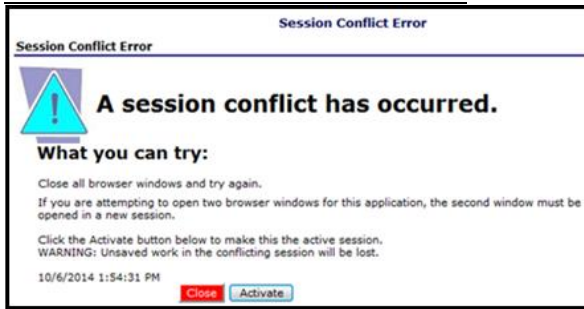 Session Conflict Error
Session Conflict Error
!
A session conflict has occurred.
What you can try:
Close all browser windows and try again.
If you are attempting to open two browser windows for this application, the second window must be
opened in a new session.
Click the Activate button below to make this the active session.
WARNING: Unsaved work in the conflicting session will be lost.
10/6/2014 1:54:31 PM
Close Activate